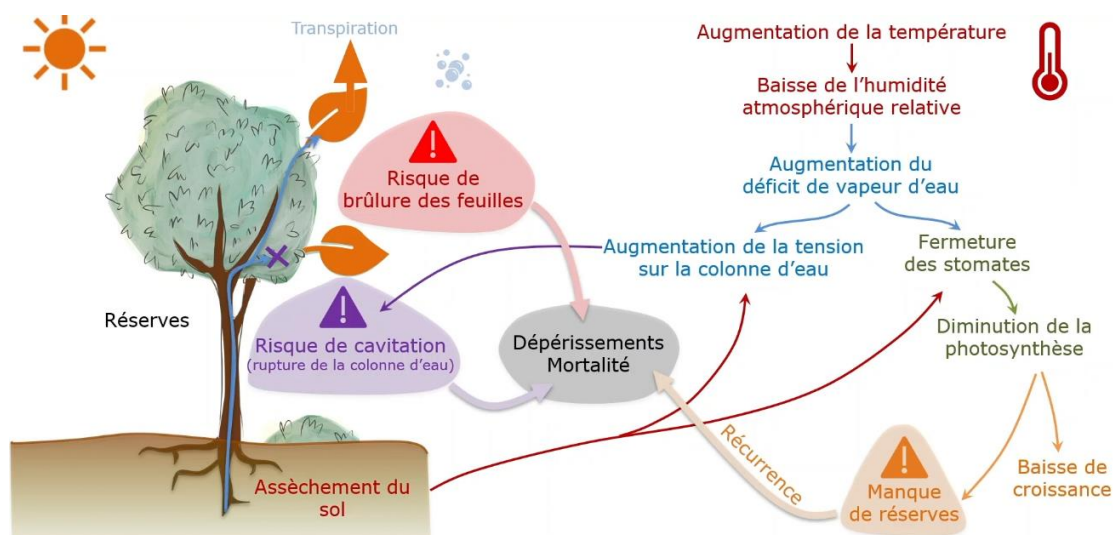 Transpiration
Augmentation de la température
Baisse de l'humidité
atmosphérique relative
Augmentation du
déficit de vapeur d'eau
Risque de
brûlure des feuilles
Augmentation de la tension
sur la colonne d'eau
Fermeture
des stomates
Réserves
Risque de cavitation
(rupture de la colonne d'eau)
Dépérissements
Mortalité
Diminution de la
photosynthèse
Récurrence
Assèchement du
sol
Manque
de réserves
Baisse de
croissance